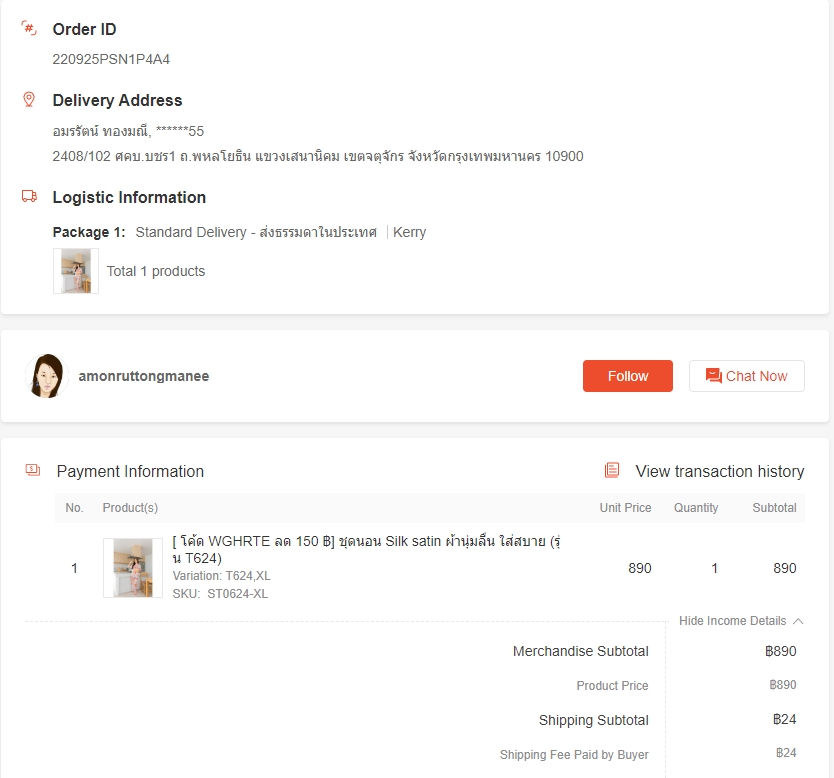 Order ID
220925PSN1P4A4
Delivery Address
อมรรัตน์ ทองมณี, ******55
2408/102 ศคบ.บชร1 ถ.พหลโยธิน แขวงเสนานิคม เขตจตุจักร จังหวัดกรุงเทพมหานคร 10900
Logistic Information
Package 1: Standard Delivery - ส่งธรรมดาในประเทศ Kerry
Total 1 products
amonruttongmanee
Follow
Chat Now
Payment Information
View transaction history
No. Product(s) Unit Price Quantity Subtotal
[ โค้ด WGHRTE ลด 150 ฿] ชุดนอน Silk satin ผ้านุ่มลื่น ใส่สบาย (รุ่
น T624)
1 890 1 890
Variation: T624,XL
SKU: ST0624-XL
Hide Income Details
Merchandise Subtotal ฿890
Product Price ฿890
Shipping Subtotal ฿24
Shipping Fee Paid by Buyer ฿24